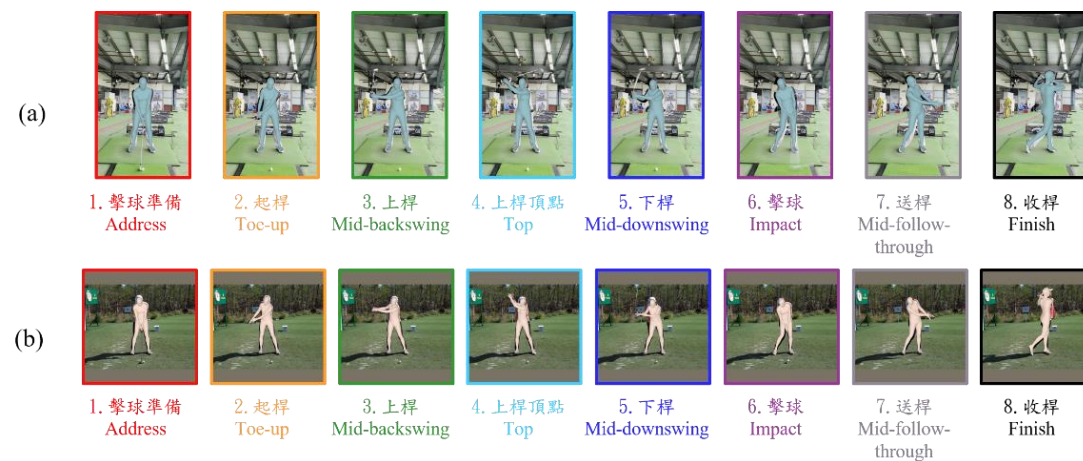 (a)
1. 擊球準備
Address
2. 起桿
Toe-up
3. 上桿
Mid-backswing
4. 上桿頂點
Top
5. 下桿
Mid-downswing
6. 擊球
Impact
7. 送桿
Mid-follow-
through
8. 收桿
Finish
(b)
1. 擊球準備
Address
2. 起桿
Toe-up
3. 上桿
Mid-backswing
4. 上桿頂點
Top
5. 下桿
Mid-downswing
6. 擊球
Impact
7. 送桿
Mid-follow-
through
8. 收桿
Finish